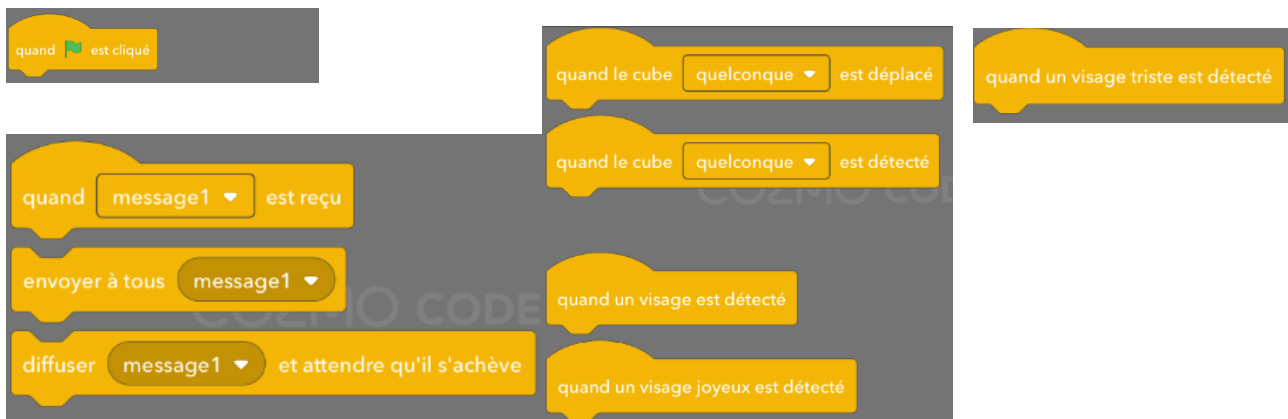 quand est cliqué
quand le cube quelconque est déplacé
quand un visage triste est détecté
quand le cube quelconque est détecté
COZMO COD
quand message1 est reçu
envoyer à tous message1
COZMO CODE
quand un visage est détecté
diffuser message1 et attendre qu'il s'achève
quand un visage joyeux est détecté